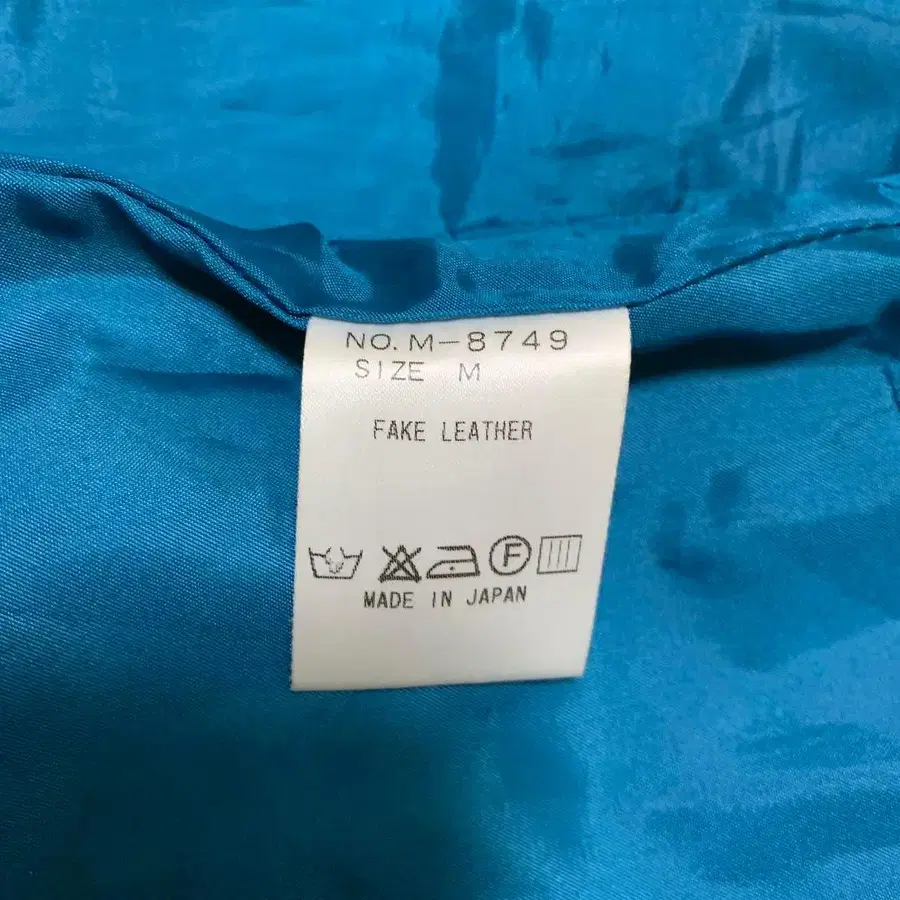 NO. M-8749
SIZE M
FAKE LEATHER
F
MADE IN JAPAN